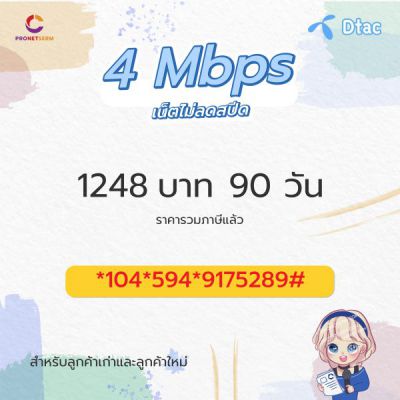 PRONETSERM
Dtac
4 Mbps
เน็ตไม่ลดสปีด
1248 บาท 90 วัน
ราคารวมภาษีแล้ว
*104*594*9175289#
สำหรับลูกค้าเก่าและลูกค้าใหม่